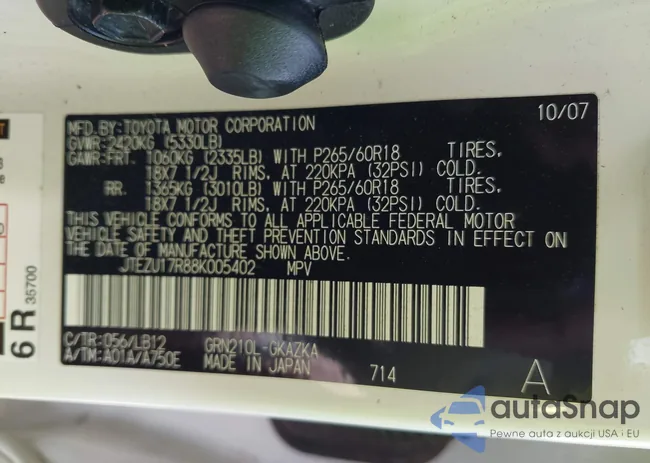 10/07
MFD.BY:TOYOTA MOTOR CORPORATION
GVWR:2420KG (5330LB)
GAWR:FRT. 1060KG (2335LB) WITH P265/60R18 TIRES,
18X7 1/2J RIMS, AT 220KPA (32PSI) COLD.
RR. 1365KG (3010LB) WITH P265/60R18 TIRES,
18X7 1/2J RIMS, AT 220KPA (32PSI) COLD.
THIS VEHICLE CONFORMS TO ALL APPLICABLE FEDERAL MOTOR
VEHICLE SAFETY AND THEFT PREVENTION STANDARDS IN EFFECT ON
THE DATE OF MANUFACTURE SHOWN ABOVE.
JTEZU17R88K005402 MPV
C/TR:056/LB12 GRN210L-GKAZKA
A/TM:A01A/A750E MADE IN JAPAN 714 A
6R 35700
autoSnap
Pewne auta z aukcji USA i EU